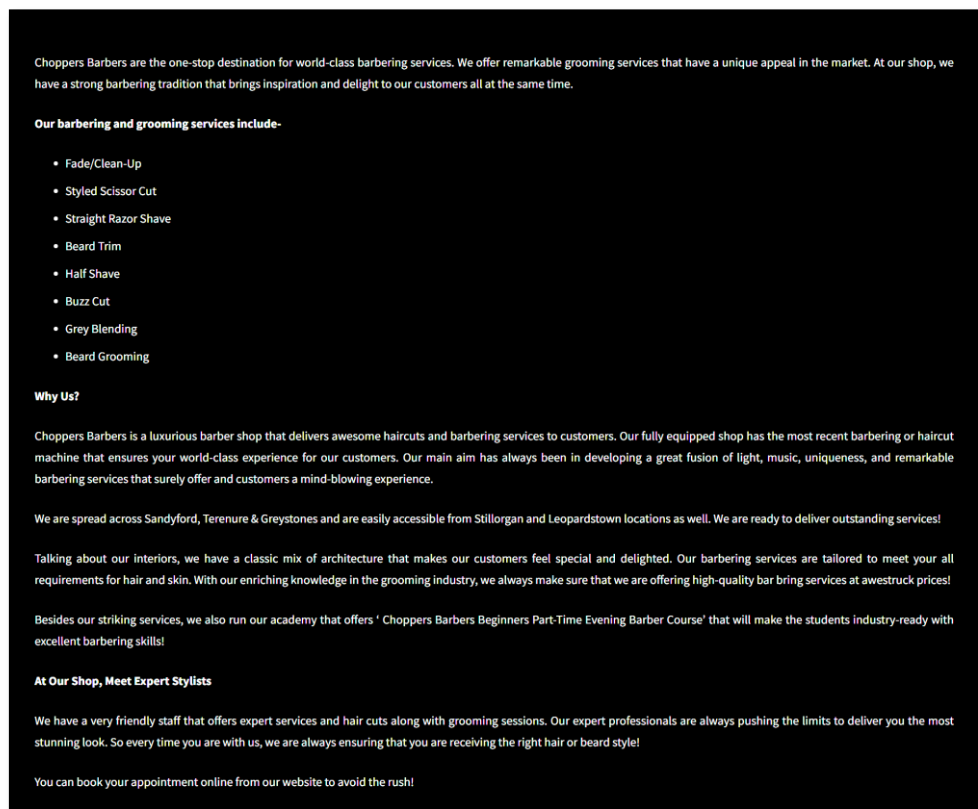 Choppers Barbers are the one-stop destination for world-class barbering services. We offer remarkable grooming services that have a unique appeal in the market. At our shop, we
have a strong barbering tradition that brings inspiration and delight to our customers all at the same time.
Our barbering and grooming services include-
• Fade/Clean-Up
• Styled Scissor Cut
• Straight Razor Shave
• Beard Trim
• Half Shave
• Buzz Cut
• Grey Blending
• Beard Grooming
Why Us?
Choppers Barbers is a luxurious barber shop that delivers awesome haircuts and barbering services to customers. Our fully equipped shop has the most recent barbering or haircut
machine that ensures your world-class experience for our customers. Our main aim has always been in developing a great fusion of light, music, uniqueness, and remarkable
barbering services that surely offer and customers a mind-blowing experience.
We are spread across Sandyford, Terenure & Greystones and are easily accessible from Stillorgan and Leopardstown locations as well. We are ready to deliver outstanding services!
Talking about our interiors, we have a classic mix of architecture that makes our customers feel special and delighted. Our barbering services are tailored to meet your all
requirements for hair and skin. With our enriching knowledge in the grooming industry, we always make sure that we are offering high-quality bar bring services at awestruck prices!
Besides our striking services, we also run our academy that offers ‘ Choppers Barbers Beginners Part-Time Evening Barber Course’ that will make the students industry-ready with
excellent barbering skills!
At Our Shop, Meet Expert Stylists
We have a very friendly staff that offers expert services and hair cuts along with grooming sessions. Our expert professionals are always pushing the limits to deliver you the most
stunning look. So every time you are with us, we are always ensuring that you are receiving the right hair or beard style!
You can book your appointment online from our website to avoid the rush!